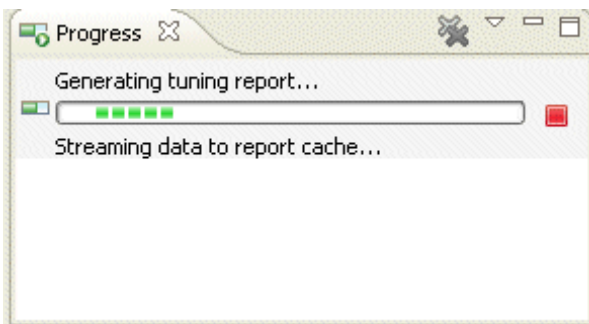 Progress
Generating tuning report...
Streaming data to report cache...